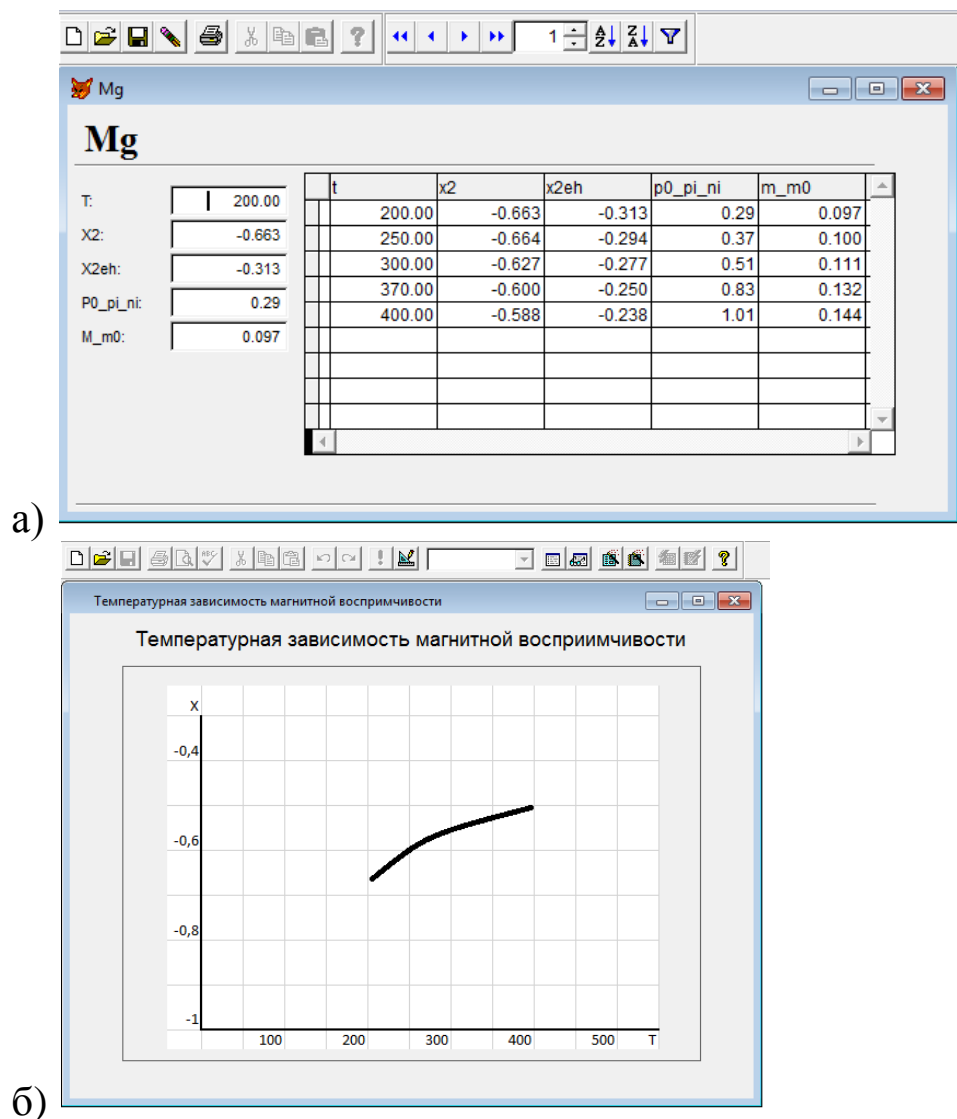 1
Mg
Mg
T: 200.00
X2: -0.663
X2eh: -0.313
P0_pi_ni: 0.29
M_m0: 0.097
t x2 x2eh p0_pi_ni m_m0
200.00 -0.663 -0.313 0.29 0.097
250.00 -0.664 -0.294 0.37 0.100
300.00 -0.627 -0.277 0.51 0.111
370.00 -0.600 -0.250 0.83 0.132
400.00 -0.588 -0.238 1.01 0.144
а)
Температурная зависимость магнитной воспримчивости
Температурная зависимость магнитной восприимчивости
X
-0,4
-0,6
-0,8
-1
100 200 300 400 500 T
б)